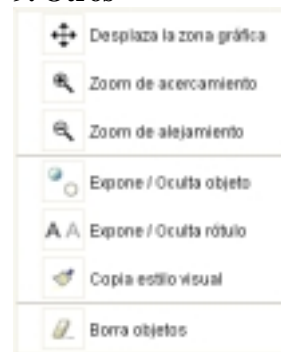 Desplaza la zona gráfica
Zoom de acercamiento
Zoom de alejamiento
Expone / Oculta objeto
A A Expone / Oculta rótulo
Copia estilo visual
Borra objetos